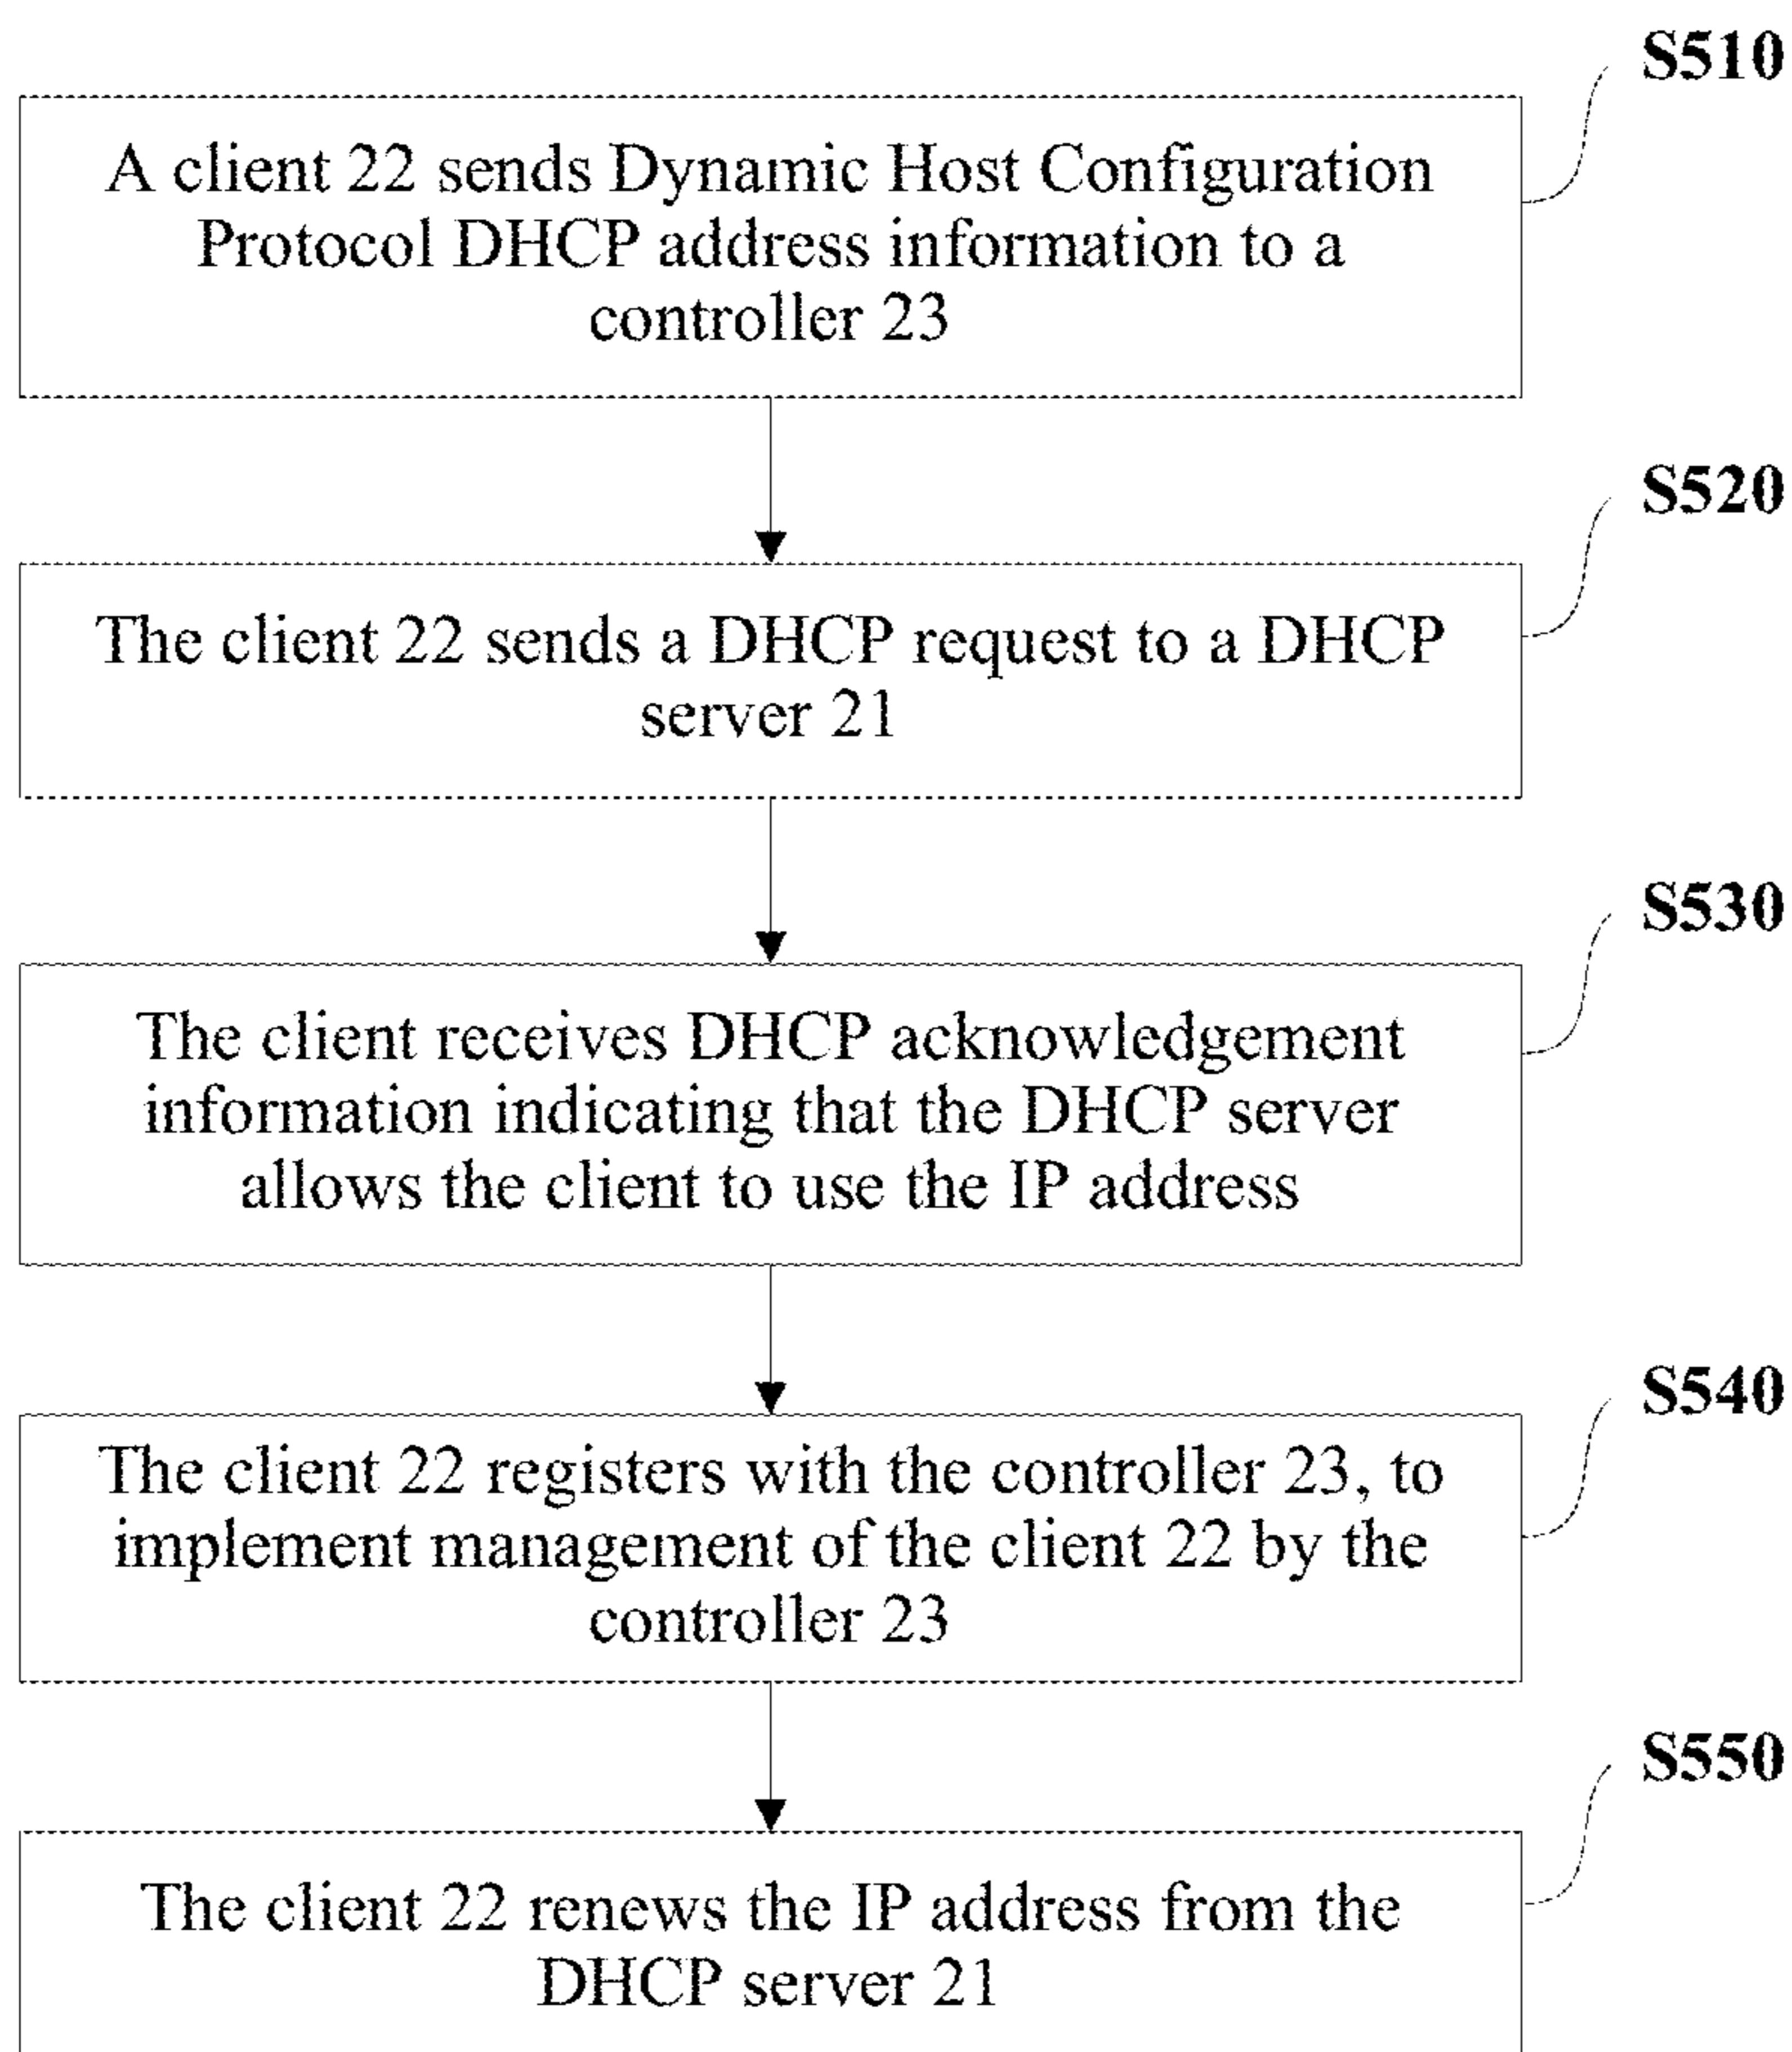 S510
A client 22 sends Dynamic Host Configuration
Protocol DHCP address information to a
controller 23
S520
The client 22 sends a DHCP request to a DHCP
server 21
S530
The client receives DHCP acknowledgement
information indicating that the DHCP server
allows the client to use the IP address
S540
The client 22 registers with the controller 23, to
implement management of the client 22 by the
controller 23
S550
The client 22 renews the IP address from the
DHCP server 21